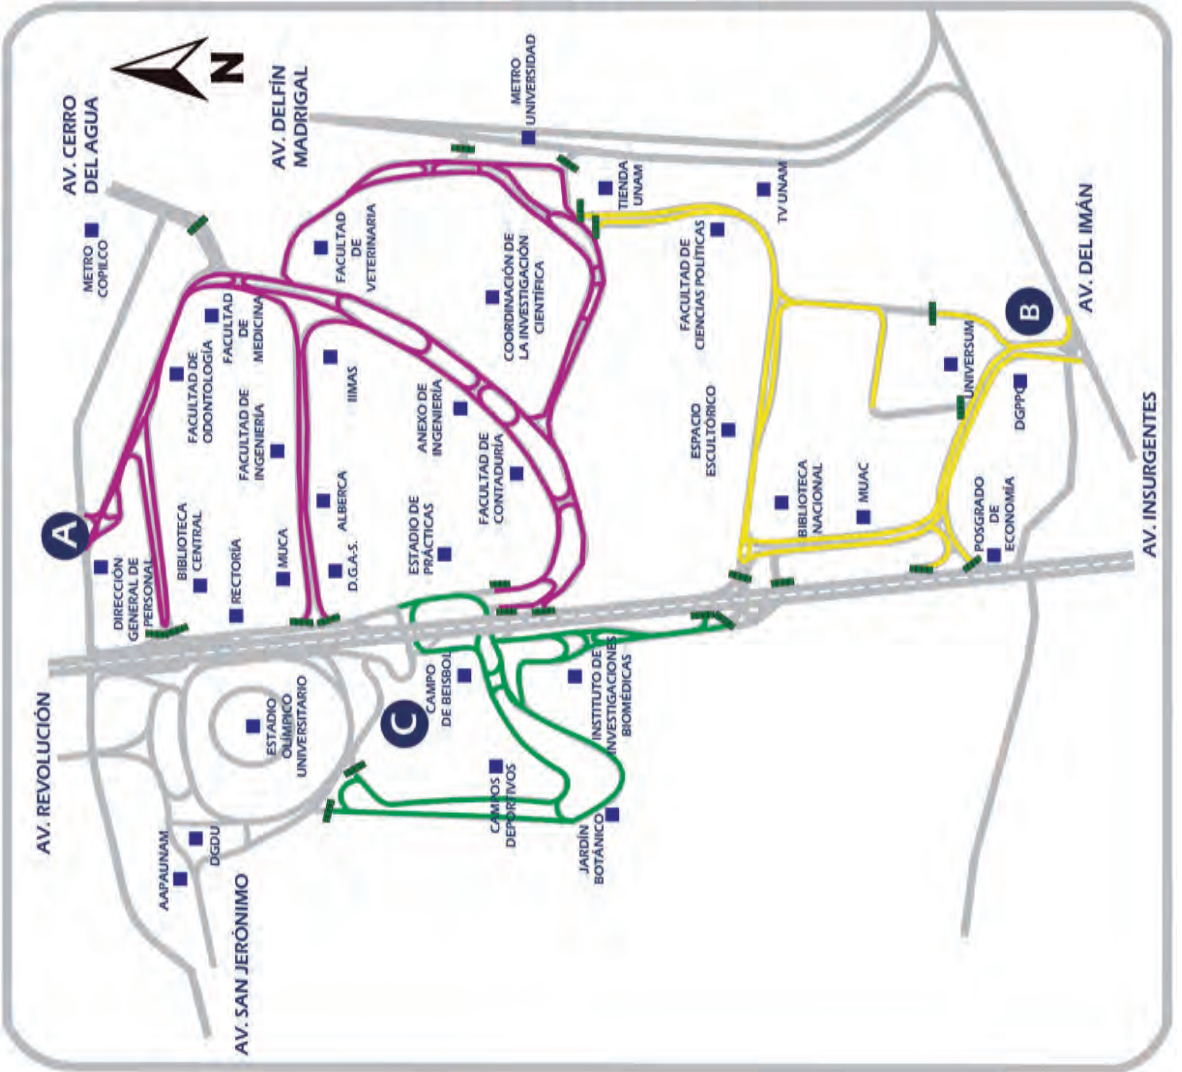 AV. CERRO
DEL AGUA
N
AV. DELFÍN
MADRIGAL
METRO
UNIVERSIDAD
METRO
COPILCO
TIENDA
UNAM
TV UNAM
AV. DEL IMÁN
FACULTAD
DE
VETERINARIA
FACULTAD DE
CIENCIAS POLÍTICAS
COORDINACIÓN DE
LA INVESTIGACIÓN
CIENTÍFICA
FACULTAD
DE
MEDICINA
FACULTAD DE
ODONTOLOGÍA
IIMAS
B
UNIVERSUM
DGPPC
ANEXO DE
INGENIERÍA
FACULTAD DE
INGENIERÍA
ESPACIO
ESCULTÓRICO
FACULTAD DE
CONTADURÍA
AV. INSURGENTES
A
ALBERCA
BIBLIOTECA
NACIONAL
MUAC
POSGRADO
DE
ECONOMÍA
DIRECCIÓN
GENERAL DE
PERSONAL
BIBLIOTECA
CENTRAL
RECTORÍA
MUCA
D.G.A-S.
ESTADIO DE
PRÁCTICAS
CAMPO
DE BEISBOL
INSTITUTO DE
INVESTIGACIONES
BIOMÉDICAS
AV. REVOLUCIÓN
ESTADIO
OLÍMPICO
UNIVERSITARIO
C
CAMPOS
DEPORTIVOS
JARDÍN
BOTÁNICO
AAPAUNAM
DGDU
AV. SAN JERÓNIMO